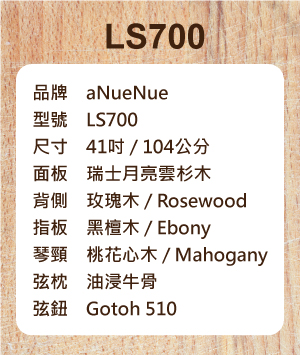 LS700
品牌 aNueNue
型號 LS700
尺寸 41吋 / 104公分
面板 瑞士月亮雲杉木
背側 玫瑰木 / Rosewood
指板 黑檀木 / Ebony
琴頸 桃花心木 / Mahogany
弦枕 油浸牛骨
弦鈕 Gotoh 510